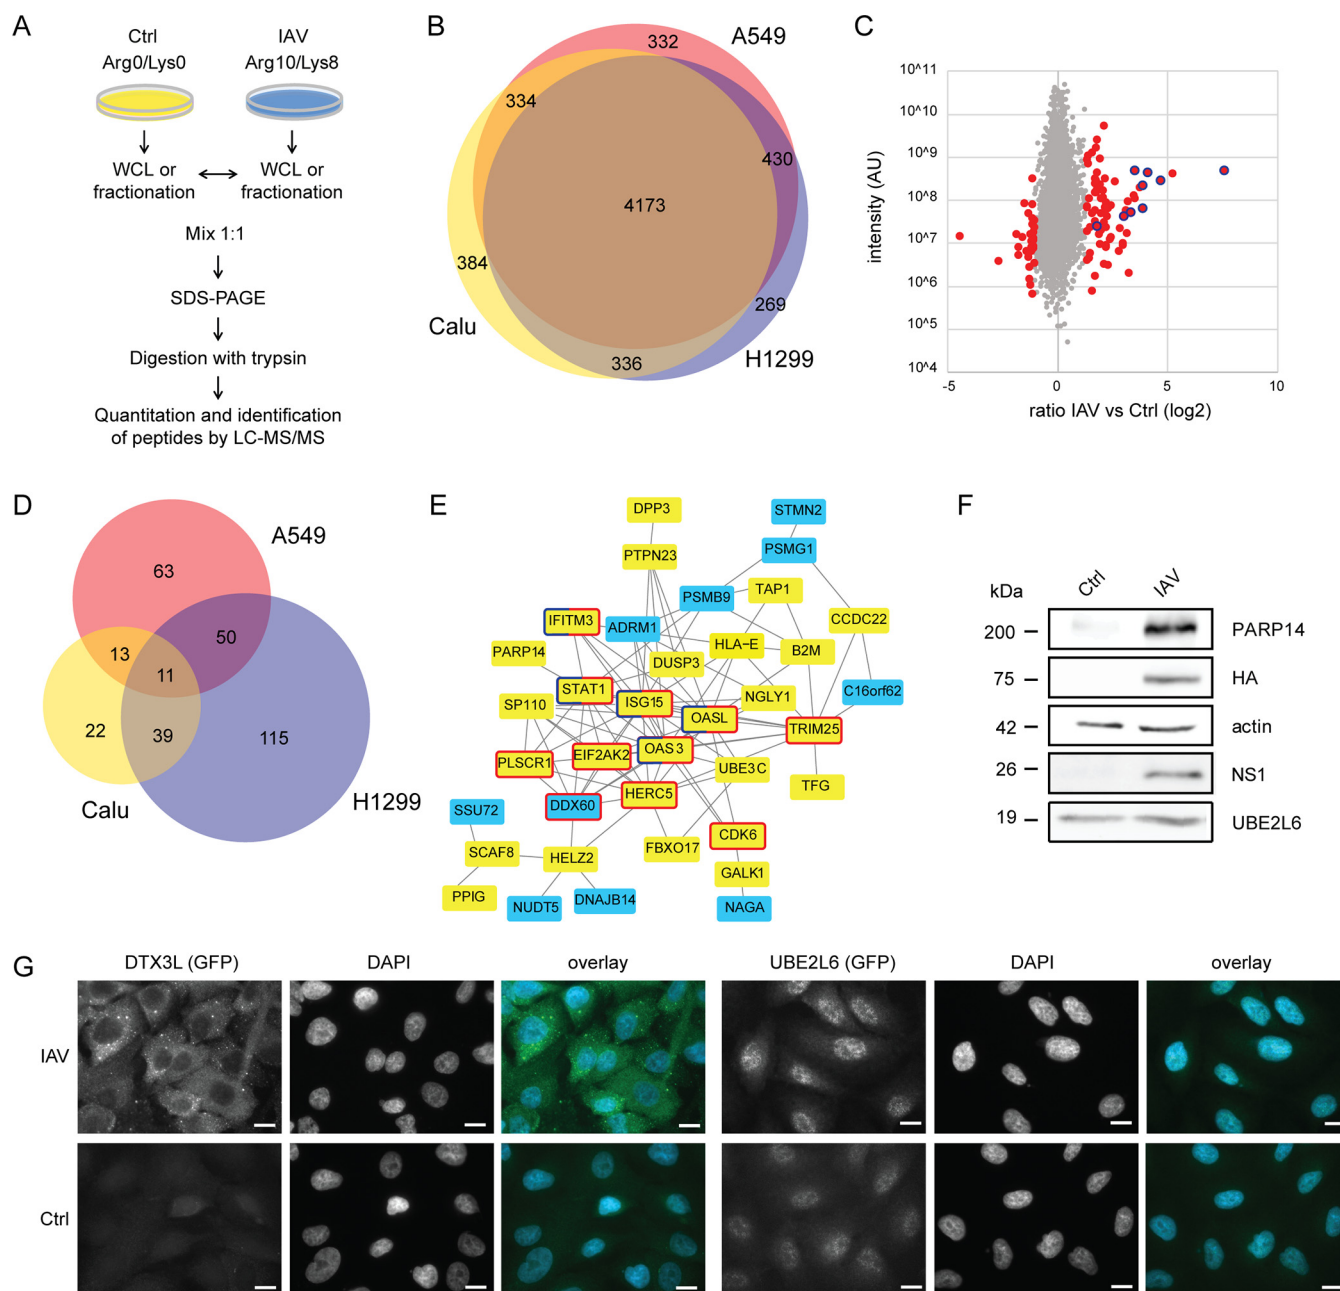 A
Ctrl
Arg0/Lys0
IAV
Arg10/Lys8
WCL or
fractionation
WCL or
fractionation
Mix 1:1
SDS-PAGE
Digestion with trypsin
Quantitation and identification
of peptides by LC-MS/MS
B
332
A549
334
430
4173
384
269
Calu
336
H1299
C
10^11
10^10
10^9
10^8
10^7
10^6
10^5
10^4
intensity (AU)
-5
0
5
10
ratio IAV vs Ctrl (log2)
D
A549
63
13
50
11
22
39
115
Calu
H1299
E
DPP3
STMN2
PTPN23
PSMG1
PSMB9
TAP1
IFITM3
ADRM1
CCDC22
PARP14
HLA-E
B2M
DUSP3
STAT1
ISG15
NGLY1
C16orf62
SP110
OASL
TRIM25
OAS3
PLSCR1
EIF2AK2
UBE3C
TFG
DDX60
HERC5
SSU72
CDK6
SCAF8
HELZ2
FBXO17
GALK1
PPIG
NUDT5
DNAJB14
NAGA
F
kDa
Ctrl
IAV
200
PARP14
75
HA
42
actin
26
NS1
19
UBE2L6
G
DTX3L (GFP)
DAPI
overlay
UBE2L6 (GFP)
DAPI
overlay
IAV
Ctrl